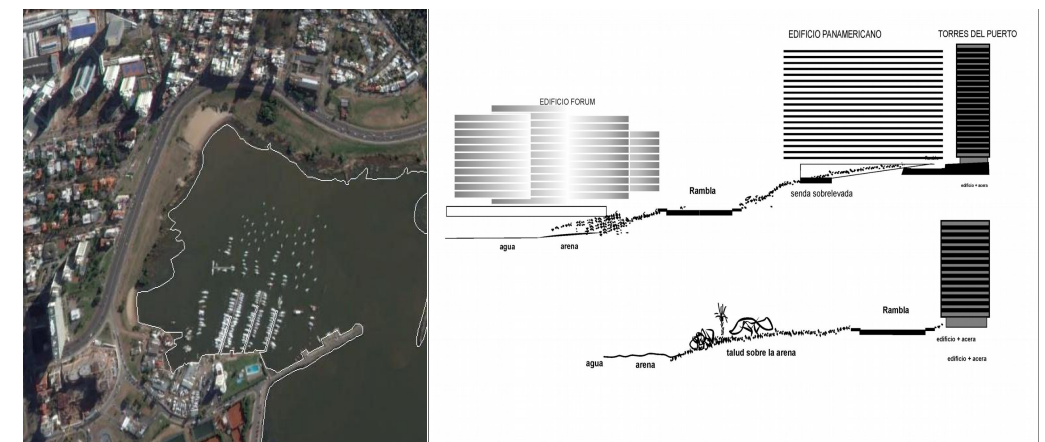 EDIFICIO PANAMERICANO
TORRES DEL PUERTO
EDIFICIO FORUM
Rambla
Rambla
senda sobrelevada
edificio + acera
agua
arena
Rambla
edificio + acera
talud sobre la arena
edificio + acera
agua
arena